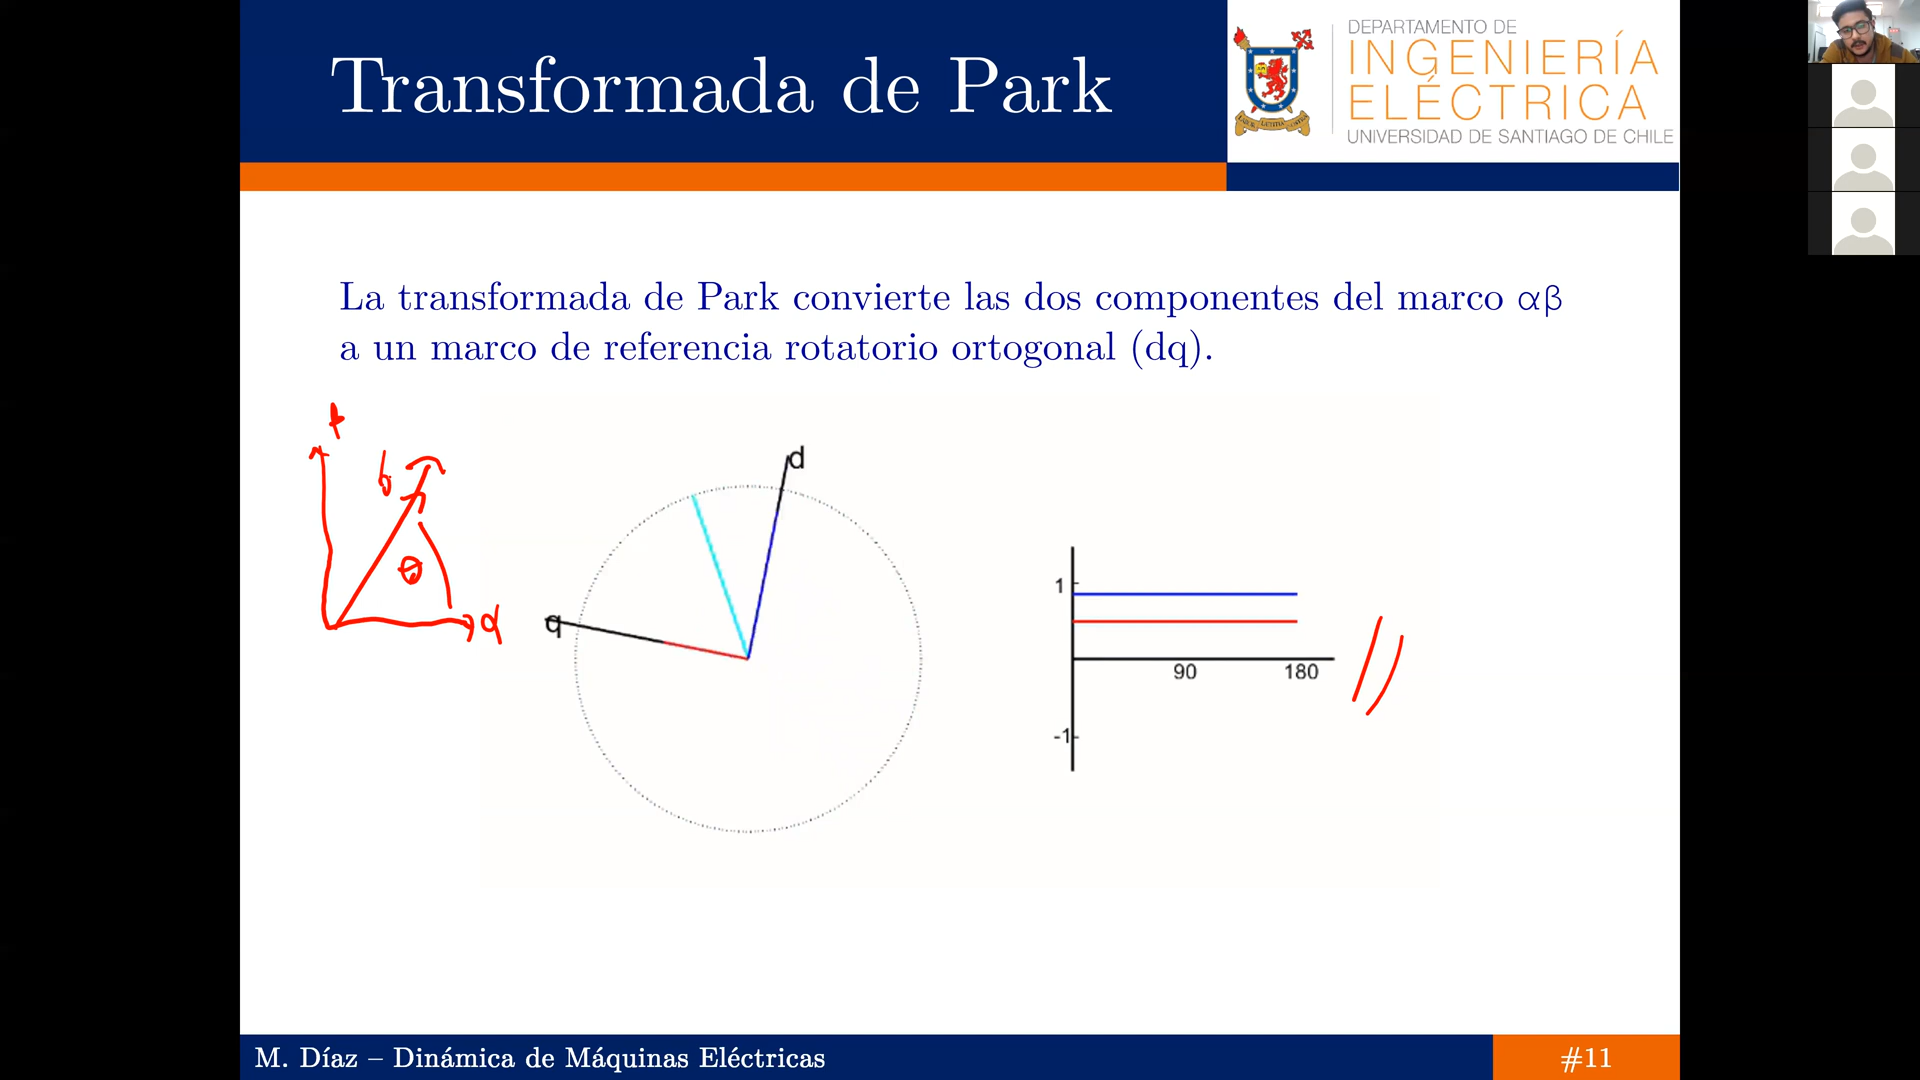 Transformada de Park
DEPARTAMENTO DE
INGENIERÍA
ELÉCTRICA
UNIVERSIDAD DE SANTIAGO DE CHILE
La transformada de Park convierte las dos componentes del marco αβ
a un marco de referencia rotatorio ortogonal (dq).
d
q
θ
d
1
90
180
-1
M. Díaz – Dinámica de Máquinas Eléctricas
#11